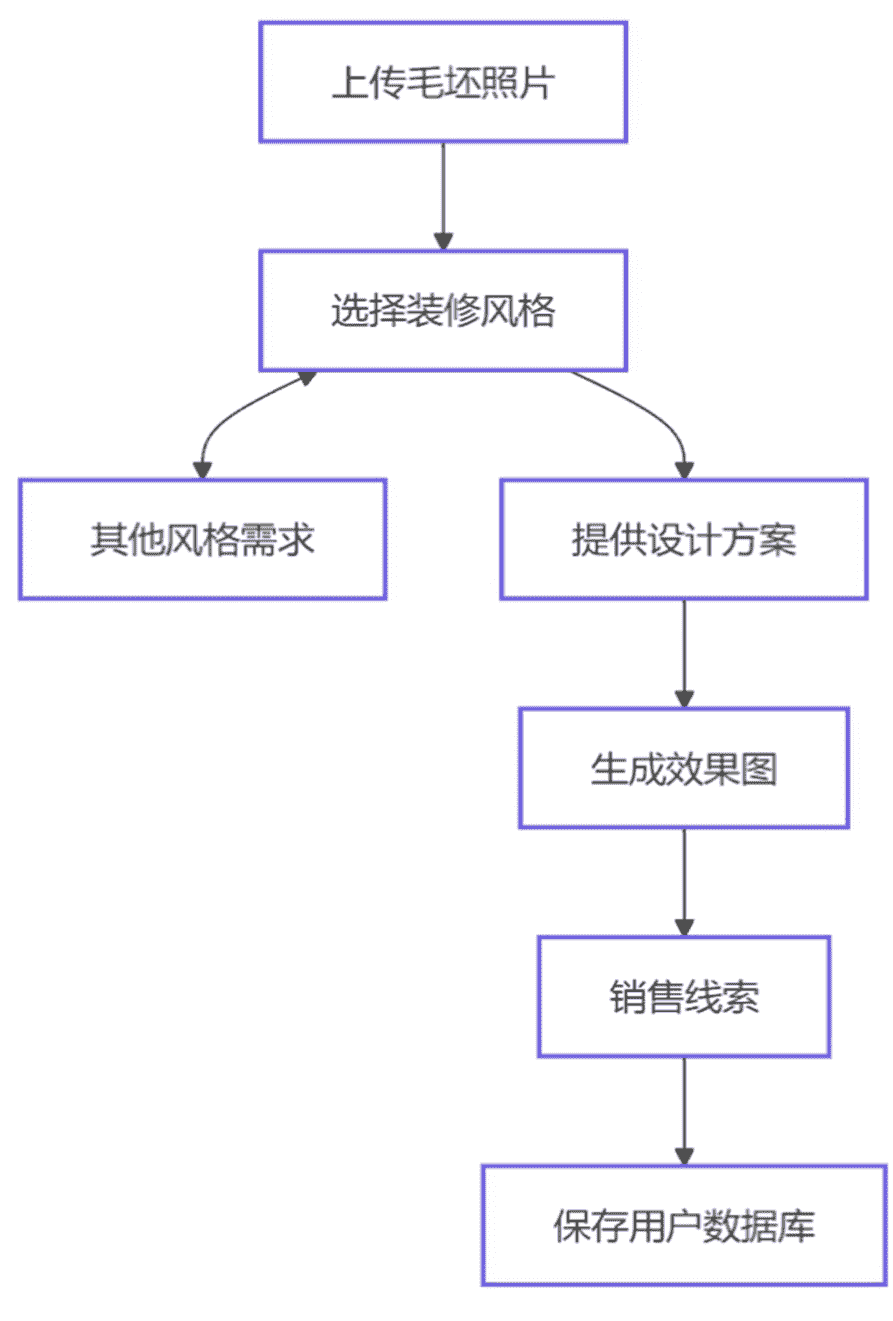 上传毛坯照片
选择装修风格
其他风格需求
提供设计方案
生成效果图
销售线索
保存用户数据库